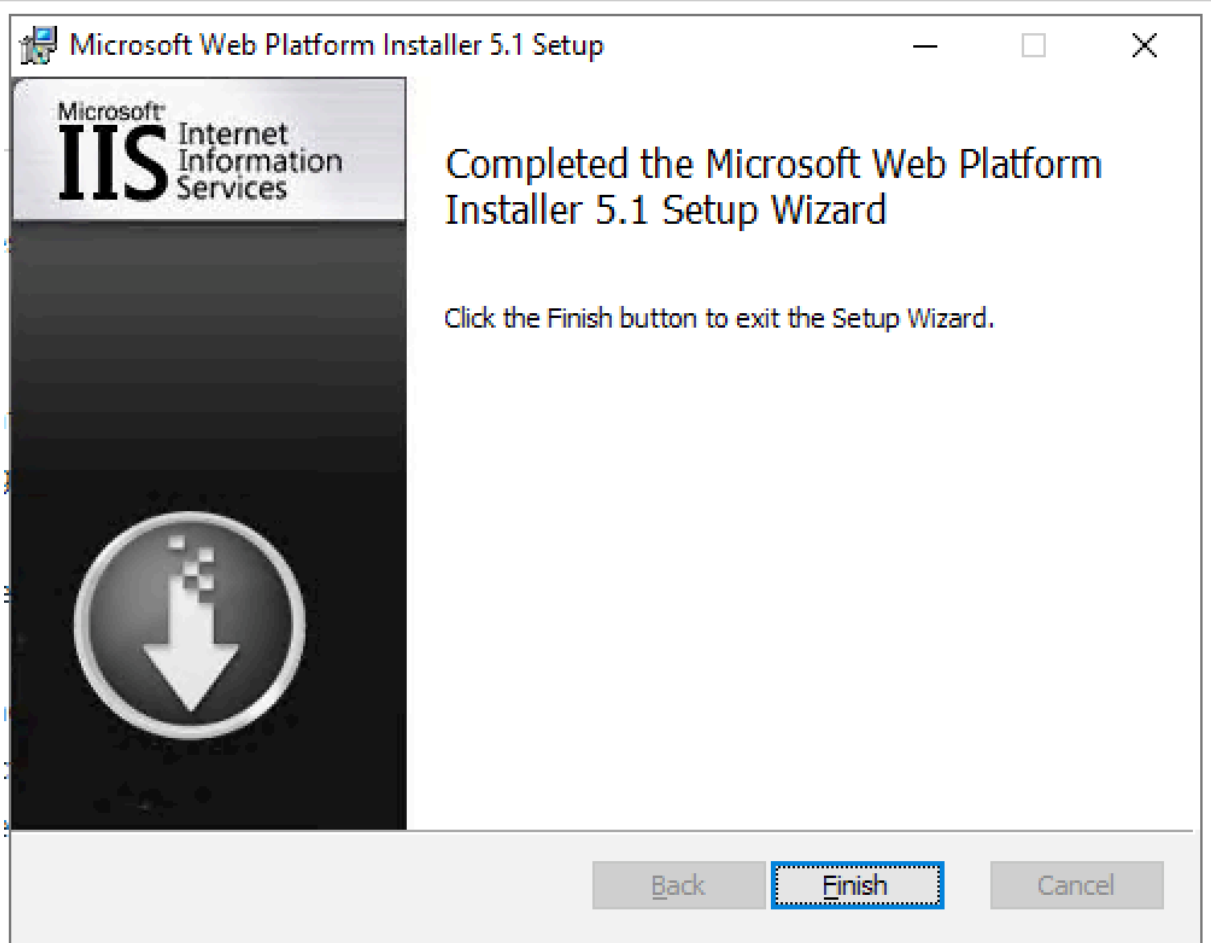 Microsoft Web Platform Installer 5.1 Setup
Microsoft
IIS Internet
Information
Services
Completed the Microsoft Web Platform
Installer 5.1 Setup Wizard
Click the Finish button to exit the Setup Wizard.
Back Finish Cancel